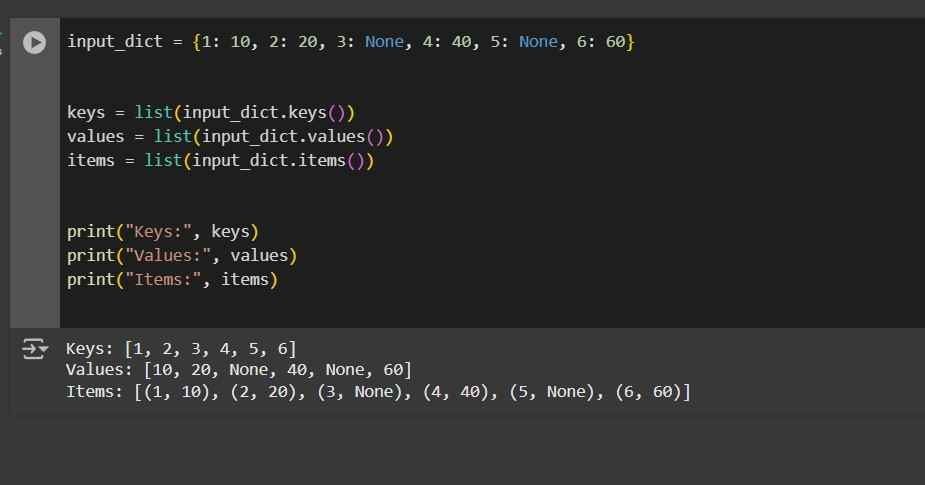 input_dict = {1: 10, 2: 20, 3: None, 4: 40, 5: None, 6: 60}
keys = list(input_dict.keys())
values = list(input_dict.values())
items = list(input_dict.items())
print("Keys:", keys)
print("Values:", values)
print("Items:", items)
Keys: [1, 2, 3, 4, 5, 6]
Values: [10, 20, None, 40, None, 60]
Items: [(1, 10), (2, 20), (3, None), (4, 40), (5, None), (6, 60)]